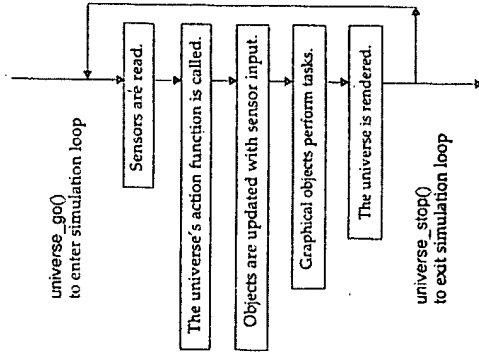 universe_go()
to enter simulation loop
Sensors are read.
The universe's action function is called.
Objects are updated with sensor input.
Graphical objects perform tasks.
The universe is rendered.
universe_stop()
to exit simulation loop